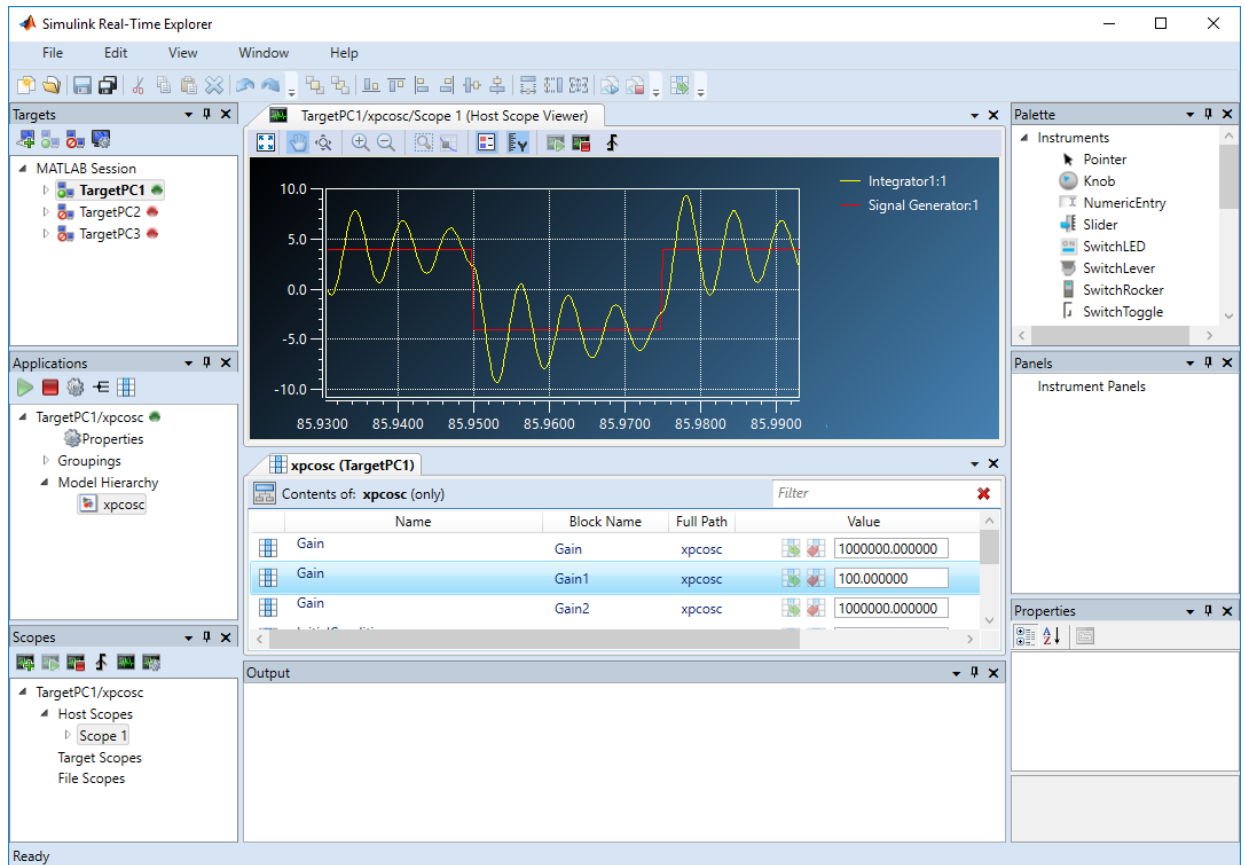 Simulink Real-Time Explorer
File Edit View Window Help
Targets
MATLAB Session
TargetPC1
TargetPC2
TargetPC3
Applications
TargetPC1/xpcosc
Properties
Groupings
Model Hierarchy
xpcosc
Scopes
TargetPC1/xpcosc
Host Scopes
Scope 1
Target Scopes
File Scopes
TargetPC1/xpcosc/Scope 1 (Host Scope Viewer)
10.0
5.0
0.0
-5.0
-10.0
85.9300 85.9400 85.9500 85.9600 85.9700 85.9800 85.9900
Integrator1:1
Signal Generator:1
xpcosc (TargetPC1)
Contents of: xpcosc (only) Filter
Name Block Name Full Path Value
Gain Gain xpcosc 1000000.000000
Gain Gain1 xpcosc 100.000000
Gain Gain2 xpcosc 1000000.000000
Output
Palette
Instruments
Pointer
Knob
NumericEntry
Slider
SwitchLED
SwitchLever
SwitchRocker
SwitchToggle
Panels
Instrument Panels
Properties
Ready